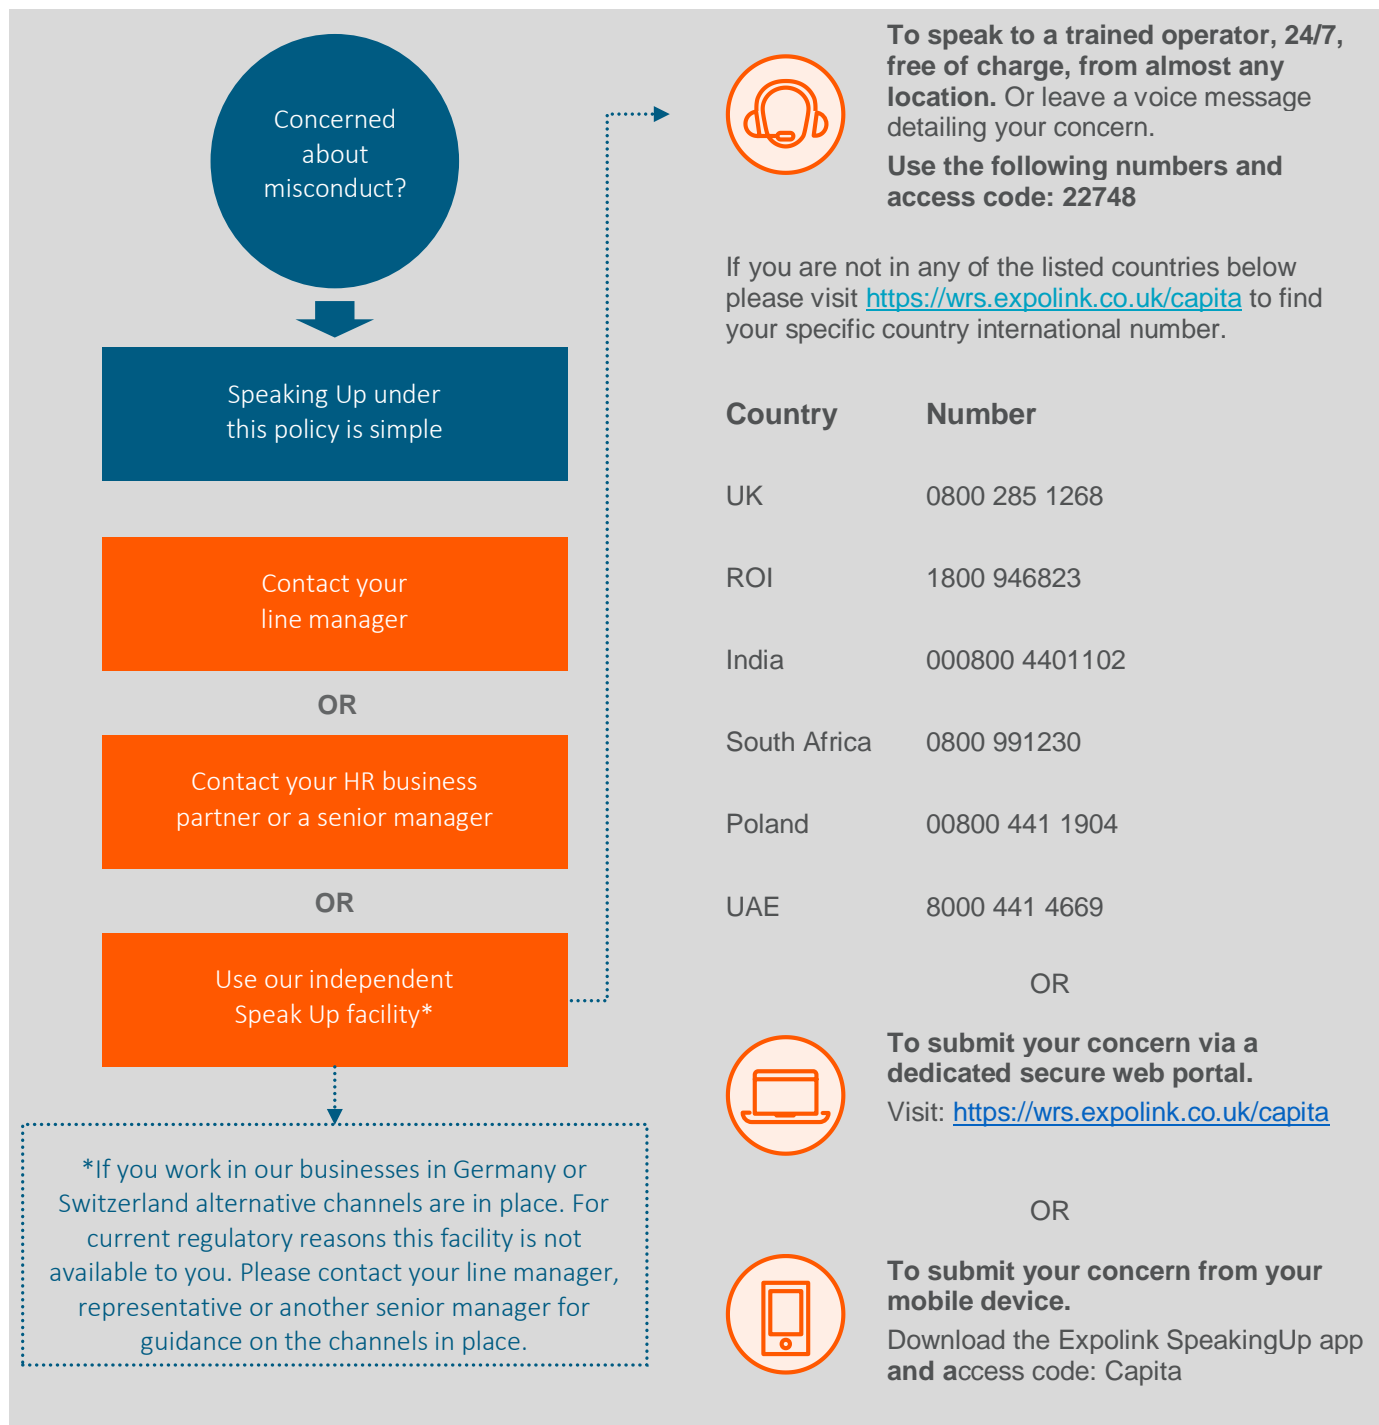 Concerned
about
misconduct?
Speaking Up under
this policy is simple
Contact your
line manager
OR
Contact your HR business
partner or a senior manager
OR
Use our independent
Speak Up facility*
*If you work in our businesses in Germany or
Switzerland alternative channels are in place. For
current regulatory reasons this facility is not
available to you. Please contact your line manager,
representative or another senior manager for
guidance on the channels in place.
To speak to a trained operator, 24/7,
free of charge, from almost any
location. Or leave a voice message
detailing your concern.
Use the following numbers and
access code: 22748
If you are not in any of the listed countries below
please visit https://wrs.expolink.co.uk/capita to find
your specific country international number.
Country Number
UK 0800 285 1268
ROI 1800 946823
India 000800 4401102
South Africa 0800 991230
Poland 00800 441 1904
UAE 8000 441 4669
OR
To submit your concern via a
dedicated secure web portal.
Visit: https://wrs.expolink.co.uk/capita
OR
To submit your concern from your
mobile device.
Download the Expolink SpeakingUp app
and access code: Capita